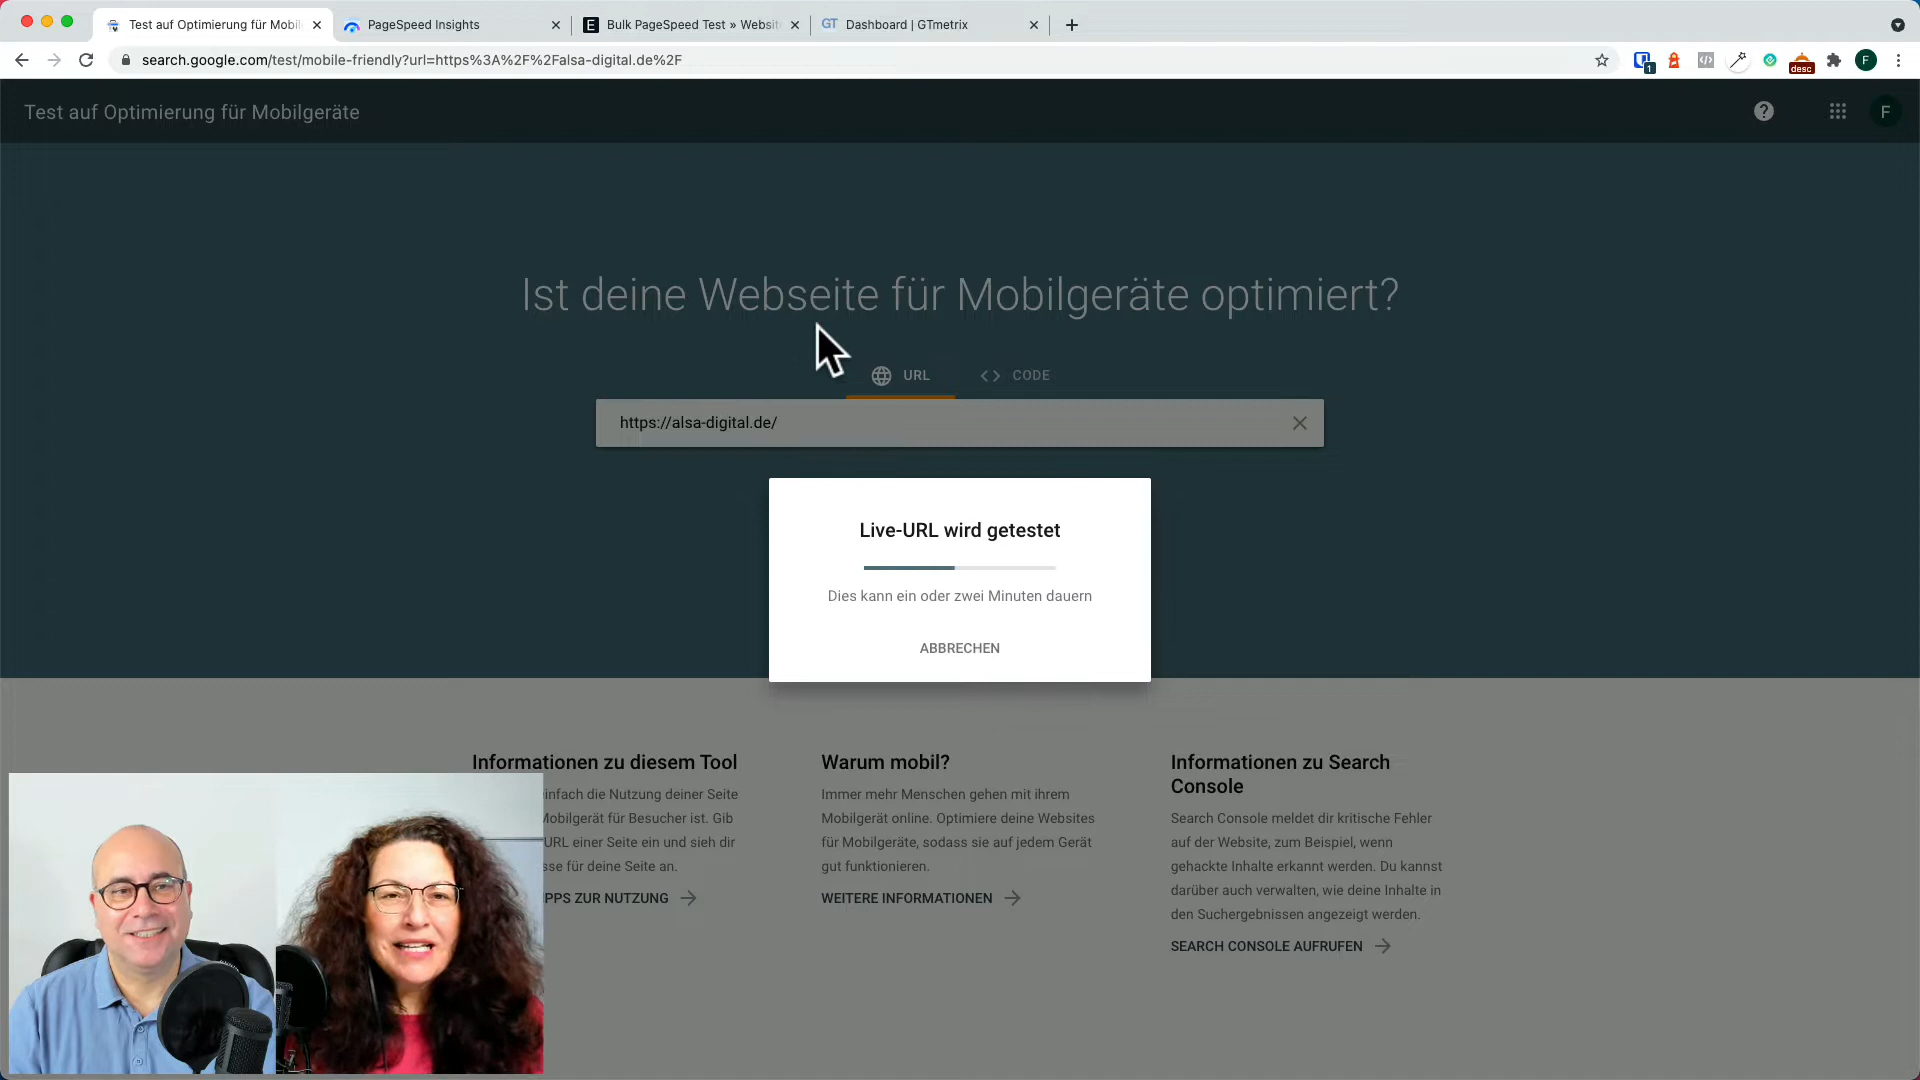 Test auf Optimierung für Mobil
PageSpeed Insights
Bulk PageSpeed Test » Websit
GT Dashboard | GTmetrix
search.google.com/test/mobile-friendly?url=https%3A%2F%2Falsa-digital.de%2F
1
desc
F
Test auf Optimierung für Mobilgeräte
F
Ist deine Webseite für Mobilgeräte optimiert?
URL
CODE
https://alsa-digital.de/
Live-URL wird getestet
Dies kann ein oder zwei Minuten dauern
ABBRECHEN
Informationen zu diesem Tool
infach die Nutzung deiner Seite
Mobilgerät für Besucher ist. Gib
URL einer Seite ein und sieh dir
sse für deine Seite an.
IPPS ZUR NUTZUNG
Warum mobil?
Immer mehr Menschen gehen mit ihrem
Mobilgerät online. Optimiere deine Websites
für Mobilgeräte, sodass sie auf jedem Gerät
gut funktionieren.
WEITERE INFORMATIONEN
Informationen zu Search
Console
Search Console meldet dir kritische Fehler
auf der Website, zum Beispiel, wenn
gehackte Inhalte erkannt werden. Du kannst
darüber auch verwalten, wie deine Inhalte in
den Suchergebnissen angezeigt werden.
SEARCH CONSOLE AUFRUFEN